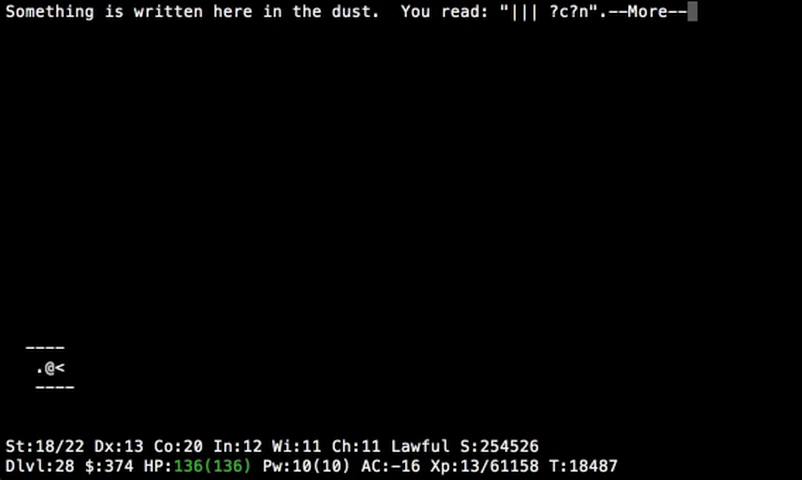 Something is written here in the dust.  You read: "||| ?c?n".--More--
----
.@<
----
St:18/22 Dx:13 Co:20 In:12 Wi:11 Ch:11 Lawful S:254526
Dlvl:28 $:374 HP:136(136) Pw:10(10) AC:-16 Xp:13/61158 T:18487